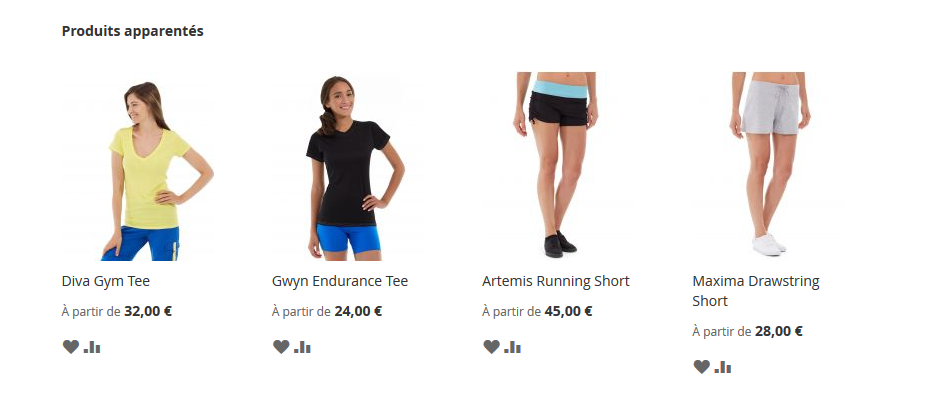 Produits apparentés
Diva Gym Tee
À partir de 32,00 €
Gwyn Endurance Tee
À partir de 24,00 €
Artemis Running Short
À partir de 45,00 €
Maxima Drawstring
Short
À partir de 28,00 €